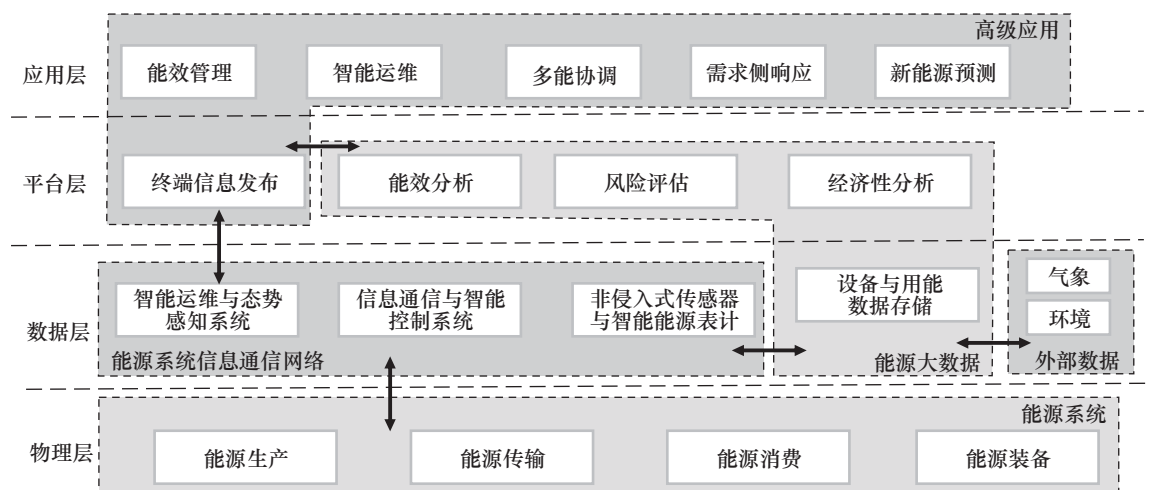 高级应用
应用层
能效管理
智能运维
多能协调
需求侧响应
新能源预测
平台层
终端信息发布
能效分析
风险评估
经济性分析
数据层
智能运维与态势
感知系统
信息通信与智能
控制系统
非侵入式传感器
与智能能源表计
设备与用能
数据存储
气象
环境
能源系统信息通信网络
能源大数据
外部数据
能源系统
物理层
能源生产
能源传输
能源消费
能源装备